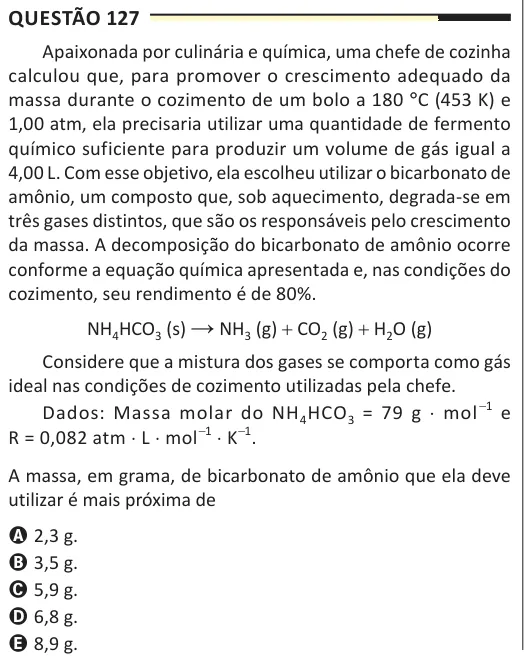 QUESTÃO 127
Apaixonada por culinária e química, uma chefe de cozinha
calculou que, para promover o crescimento adequado da
massa durante o cozimento de um bolo a 180 °C (453 K) e
1,00 atm, ela precisaria utilizar uma quantidade de fermento
químico suficiente para produzir um volume de gás igual a
4,00 L. Com esse objetivo, ela escolheu utilizar o bicarbonato de
amônio, um composto que, sob aquecimento, degrada-se em
três gases distintos, que são os responsáveis pelo crescimento
da massa. A decomposição do bicarbonato de amônio ocorre
conforme a equação química apresentada e, nas condições do
cozimento, seu rendimento é de 80%.
NH₄HCO₃ (s) ⟶ NH₃ (g) + CO₂ (g) + H₂O (g)
Considere que a mistura dos gases se comporta como gás
ideal nas condições de cozimento utilizadas pela chefe.
Dados: Massa molar do NH₄HCO₃ = 79 g · mol⁻¹ e
R = 0,082 atm · L · mol⁻¹ · K⁻¹.
A massa, em grama, de bicarbonato de amônio que ela deve
utilizar é mais próxima de
A 2,3 g.
B 3,5 g.
C 5,9 g.
D 6,8 g.
E 8,9 g.